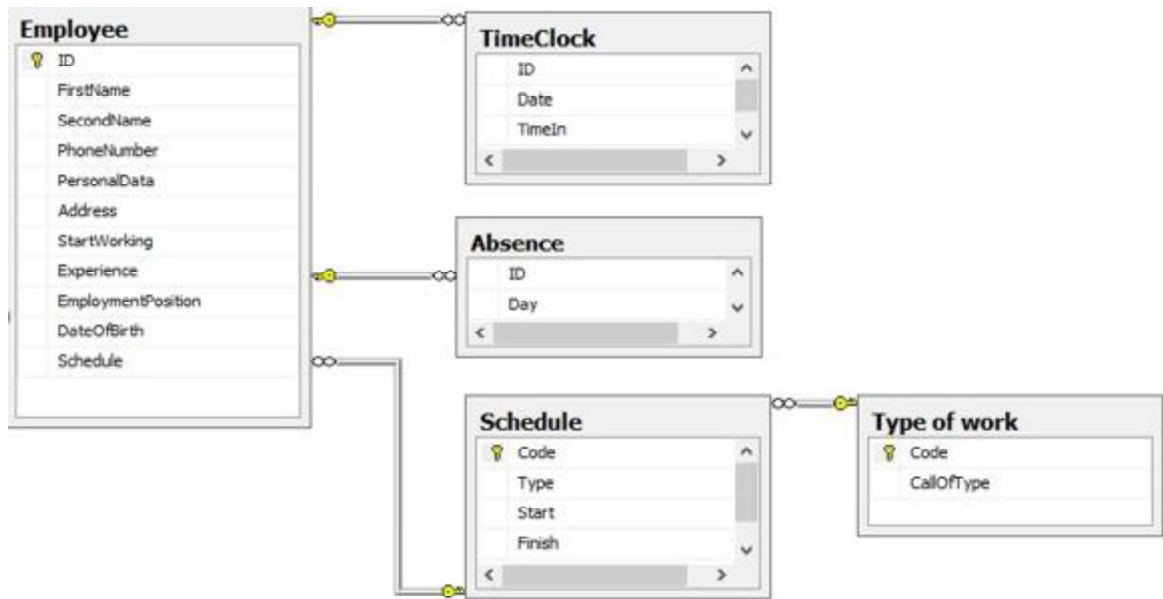 Employee
ID
FirstName
SecondName
PhoneNumber
PersonalData
Address
StartWorking
Experience
EmploymentPosition
DateOfBirth
Schedule
TimeClock
ID
Date
TimeIn
Absence
ID
Day
Schedule
Code
Type
Start
Finish
Type of work
Code
CallOfType